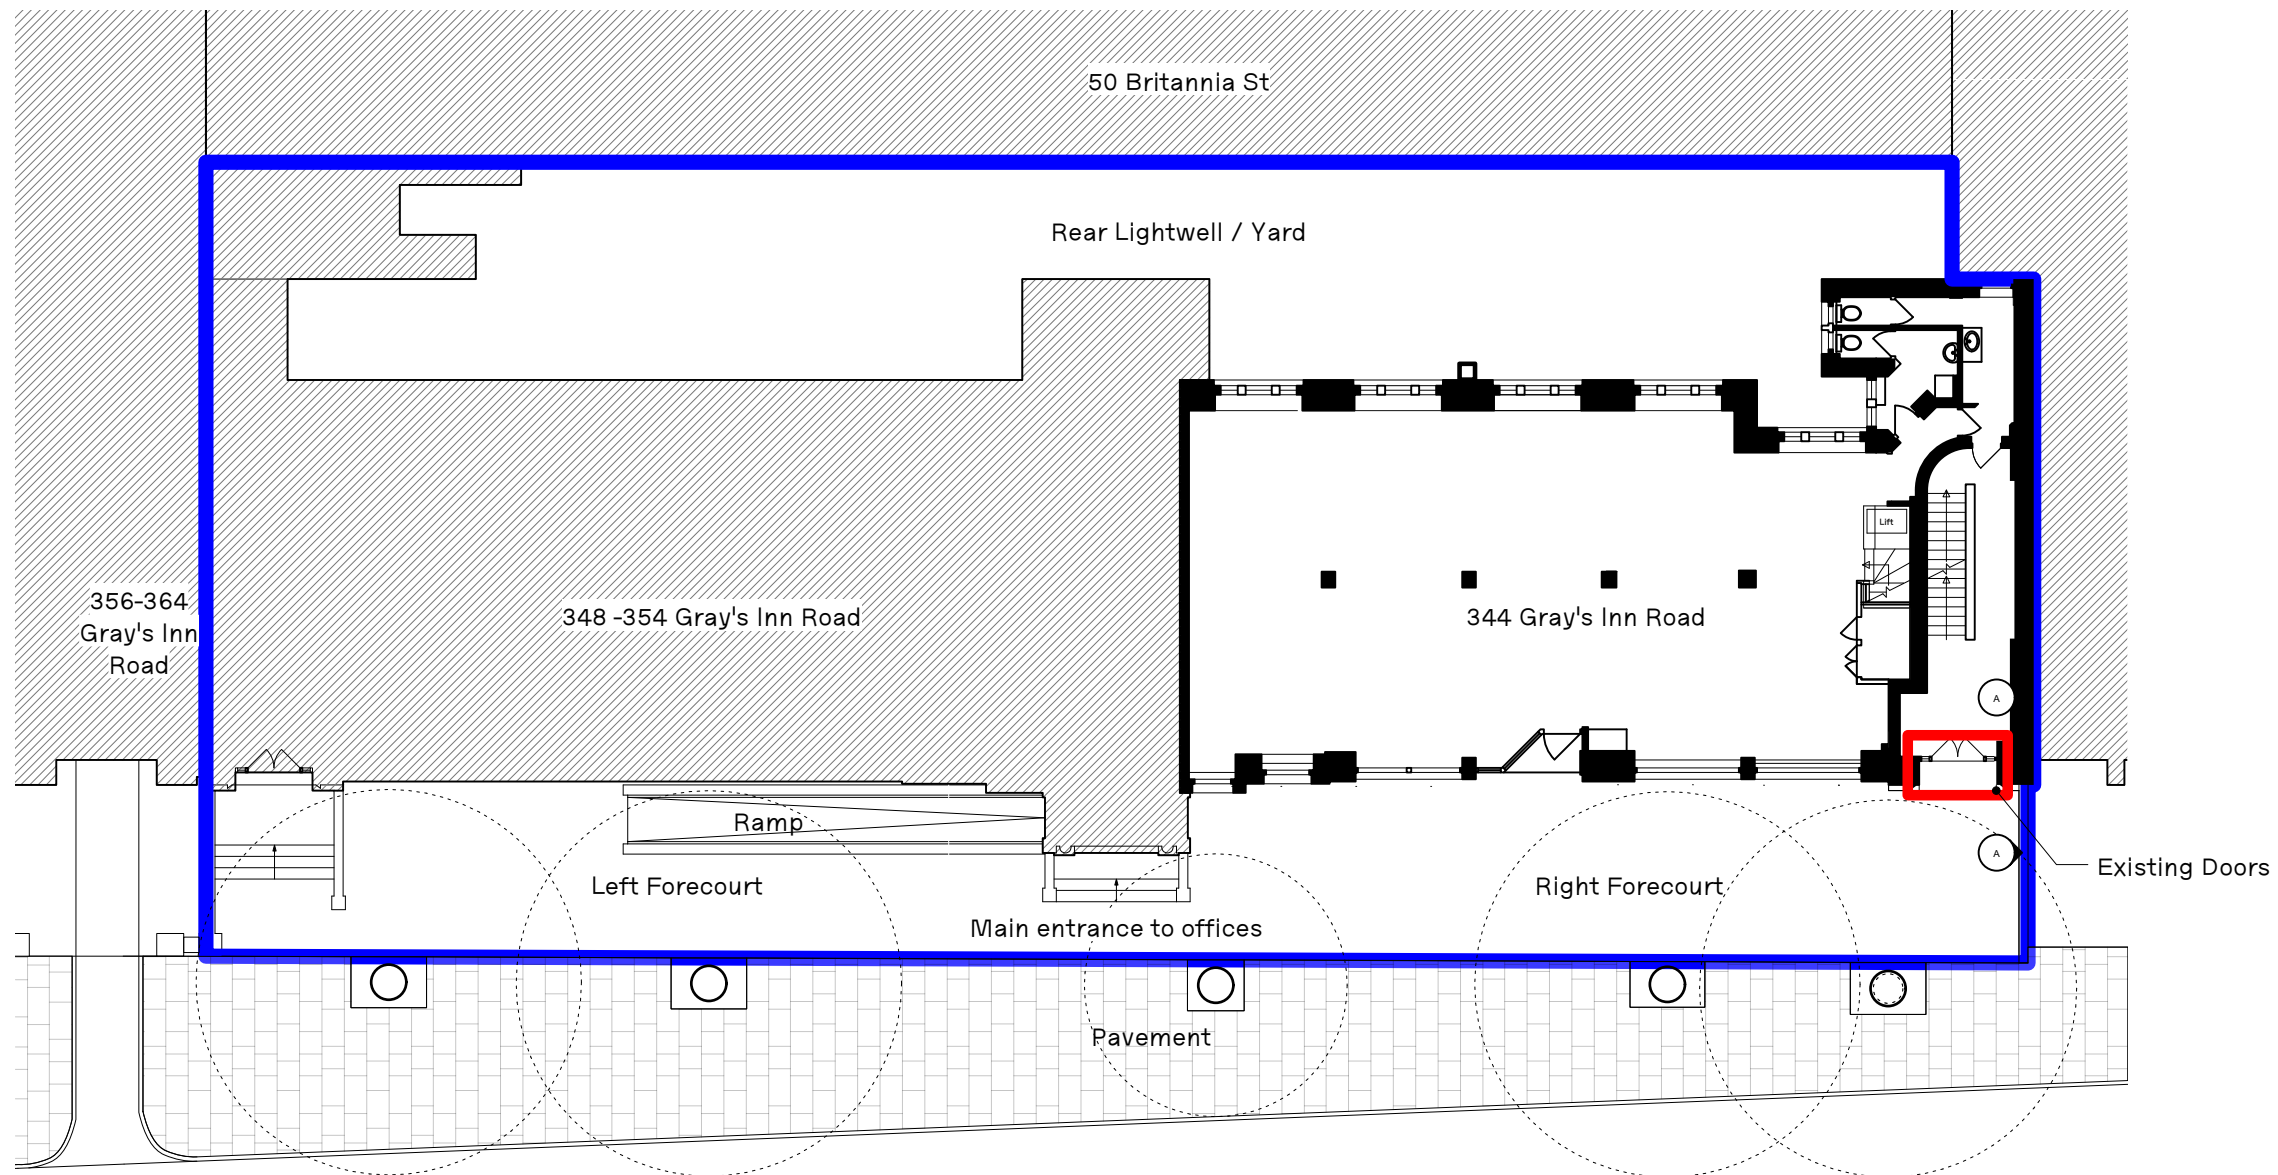 50 Britannia St
Rear Lightwell / Yard
Lift
356-364
Gray's Inn
Road
348 -354 Gray's Inn Road
344 Gray's Inn Road
A
Ramp
A
Existing Doors
Left Forecourt
Right Forecourt
Main entrance to offices
Pavement